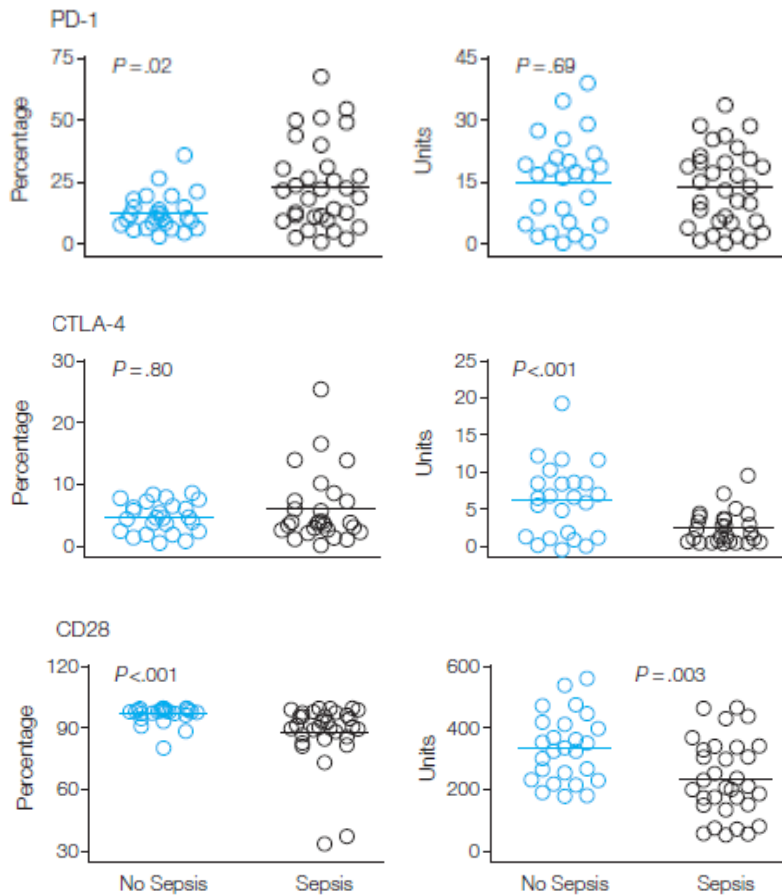 PD-1
Percentage
75
50
25
0
P=.02
Units
45
30
15
0
P=.69
CTLA-4
Percentage
30
20
10
0
P=.80
Units
25
20
15
10
5
0
P<.001
CD28
Percentage
120
90
60
30
P<.001
No Sepsis
Sepsis
Units
600
400
200
0
P=.003
No Sepsis
Sepsis